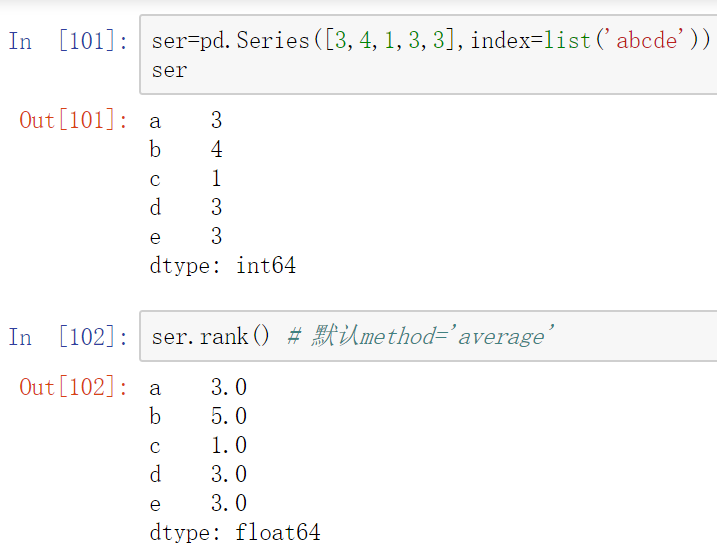 In [101]: ser=pd.Series([3,4,1,3,3],index=list('abcde'))
ser
Out[101]: a 3
b 4
c 1
d 3
e 3
dtype: int64
In [102]: ser.rank() # 默认method='average'
Out[102]: a 3.0
b 5.0
c 1.0
d 3.0
e 3.0
dtype: float64